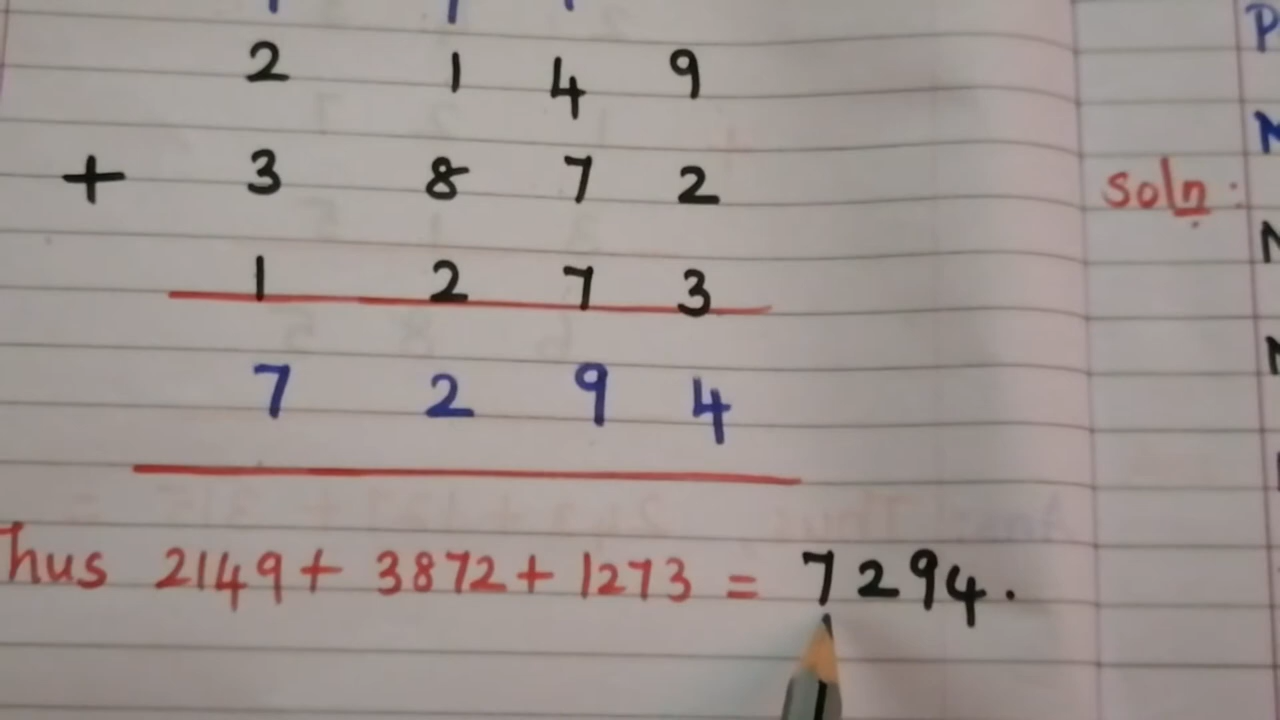 2 1 4 9
+ 3 8 7 2
1 2 7 3
7 2 9 4
Thus 2149 + 3872 + 1273 = 7294.
Soln: